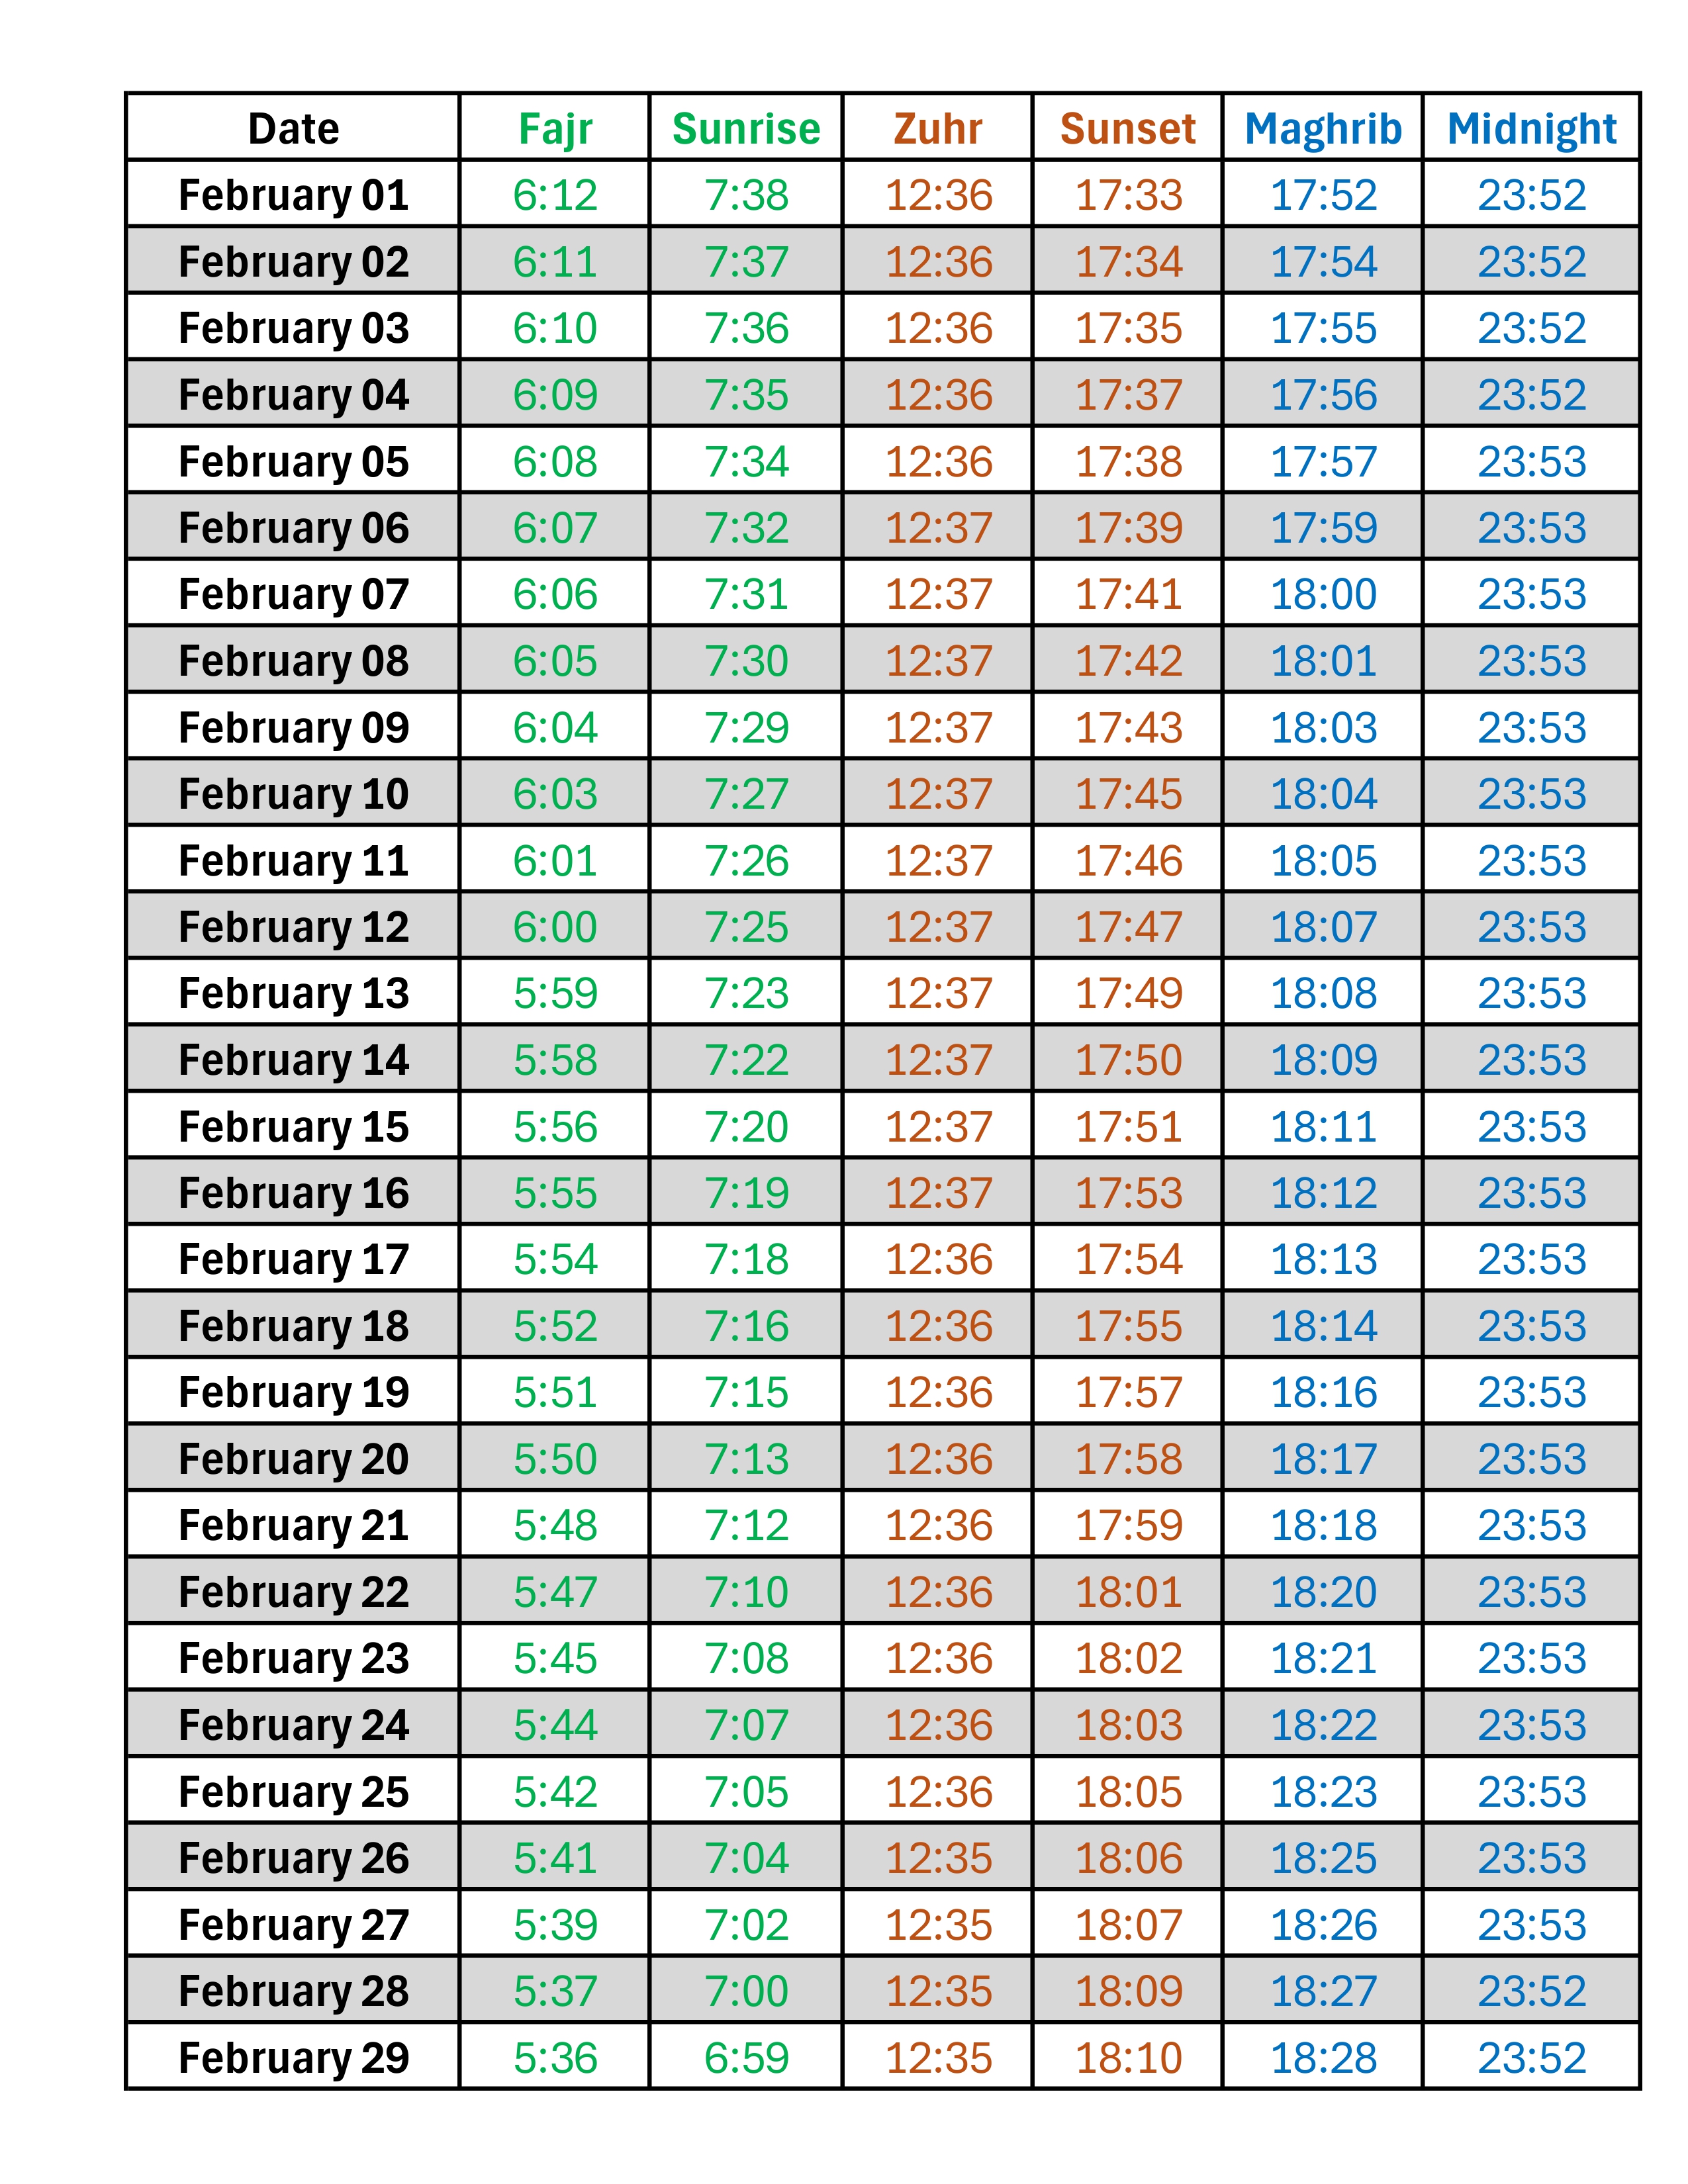 Date Fajr Sunrise Zuhr Sunset Maghrib Midnight
February 01 6:12 7:38 12:36 17:33 17:52 23:52
February 02 6:11 7:37 12:36 17:34 17:54 23:52
February 03 6:10 7:36 12:36 17:35 17:55 23:52
February 04 6:09 7:35 12:36 17:37 17:56 23:52
February 05 6:08 7:34 12:36 17:38 17:57 23:53
February 06 6:07 7:32 12:37 17:39 17:59 23:53
February 07 6:06 7:31 12:37 17:41 18:00 23:53
February 08 6:05 7:30 12:37 17:42 18:01 23:53
February 09 6:04 7:29 12:37 17:43 18:03 23:53
February 10 6:03 7:27 12:37 17:45 18:04 23:53
February 11 6:01 7:26 12:37 17:46 18:05 23:53
February 12 6:00 7:25 12:37 17:47 18:07 23:53
February 13 5:59 7:23 12:37 17:49 18:08 23:53
February 14 5:58 7:22 12:37 17:50 18:09 23:53
February 15 5:56 7:20 12:37 17:51 18:11 23:53
February 16 5:55 7:19 12:37 17:53 18:12 23:53
February 17 5:54 7:18 12:36 17:54 18:13 23:53
February 18 5:52 7:16 12:36 17:55 18:14 23:53
February 19 5:51 7:15 12:36 17:57 18:16 23:53
February 20 5:50 7:13 12:36 17:58 18:17 23:53
February 21 5:48 7:12 12:36 17:59 18:18 23:53
February 22 5:47 7:10 12:36 18:01 18:20 23:53
February 23 5:45 7:08 12:36 18:02 18:21 23:53
February 24 5:44 7:07 12:36 18:03 18:22 23:53
February 25 5:42 7:05 12:36 18:05 18:23 23:53
February 26 5:41 7:04 12:35 18:06 18:25 23:53
February 27 5:39 7:02 12:35 18:07 18:26 23:53
February 28 5:37 7:00 12:35 18:09 18:27 23:52
February 29 5:36 6:59 12:35 18:10 18:28 23:52